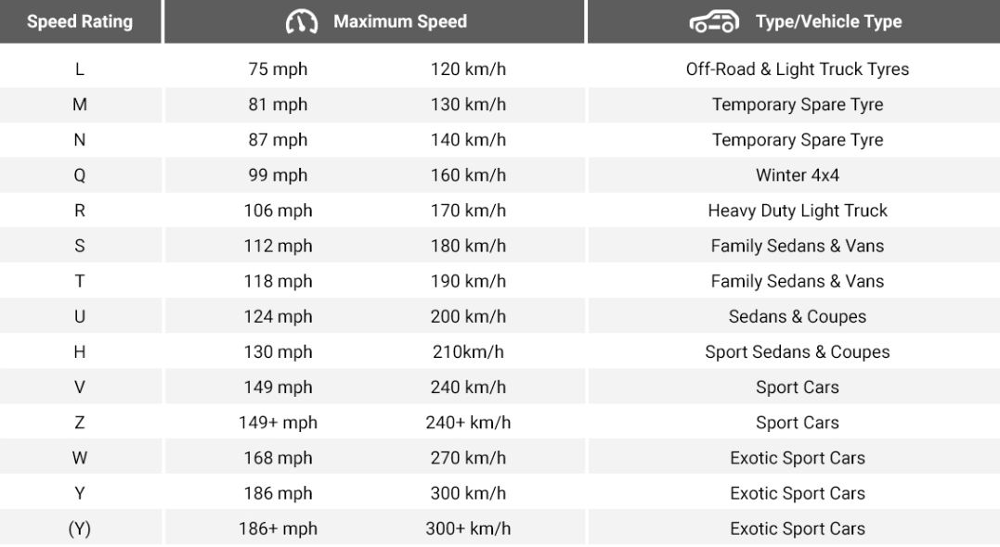 Speed Rating Maximum Speed Type/Vehicle Type
L 75 mph 120 km/h Off-Road & Light Truck Tyres
M 81 mph 130 km/h Temporary Spare Tyre
N 87 mph 140 km/h Temporary Spare Tyre
Q 99 mph 160 km/h Winter 4x4
R 106 mph 170 km/h Heavy Duty Light Truck
S 112 mph 180 km/h Family Sedans & Vans
T 118 mph 190 km/h Family Sedans & Vans
U 124 mph 200 km/h Sedans & Coupes
H 130 mph 210km/h Sport Sedans & Coupes
V 149 mph 240 km/h Sport Cars
Z 149+ mph 240+ km/h Sport Cars
W 168 mph 270 km/h Exotic Sport Cars
Y 186 mph 300 km/h Exotic Sport Cars
(Y) 186+ mph 300+ km/h Exotic Sport Cars